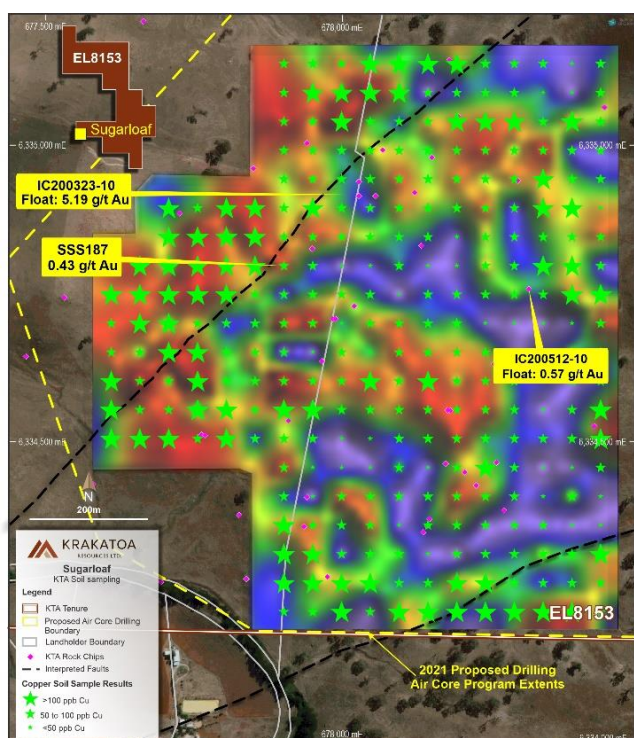 677,500 mE
678,000 mE
EL8153
Sugarloaf
6,335,000 mE
6,335,000 mE
IC200323-10
Float: 5.19 g/t Au
SSS187
0.43 g/t Au
IC200512-10
Float: 0.57 g/t Au
6,334,500 mE
6,334,500 mE
N
200m
KRAKATOA
RESOURCES LTD.
Sugarloaf
KTA Soil sampling
Legend
KTA Tenure
Proposed Air Core Drilling
Boundary
Landholder Boundary
KTA Rock Chips
Interpreted Faults
Copper Soil Sample Results
>100 ppb Cu
50 to 100 ppb Cu
<50 ppb Cu
EL8153
2021 Proposed Drilling
Air Core Program Extents
678,000 mE